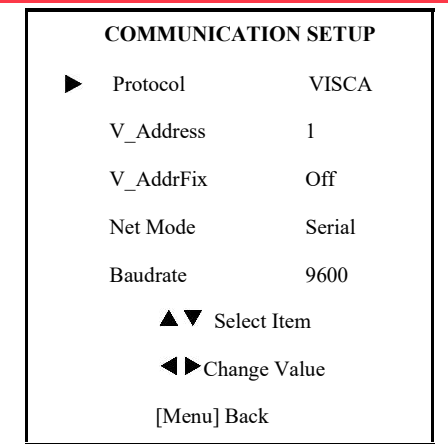 COMMUNICATION SETUP
▶ Protocol VISCA
V_Address 1
V_AddrFix Off
Net Mode Serial
Baudrate 9600
▲▼ Select Item
◀▶Change Value
[Menu] Back